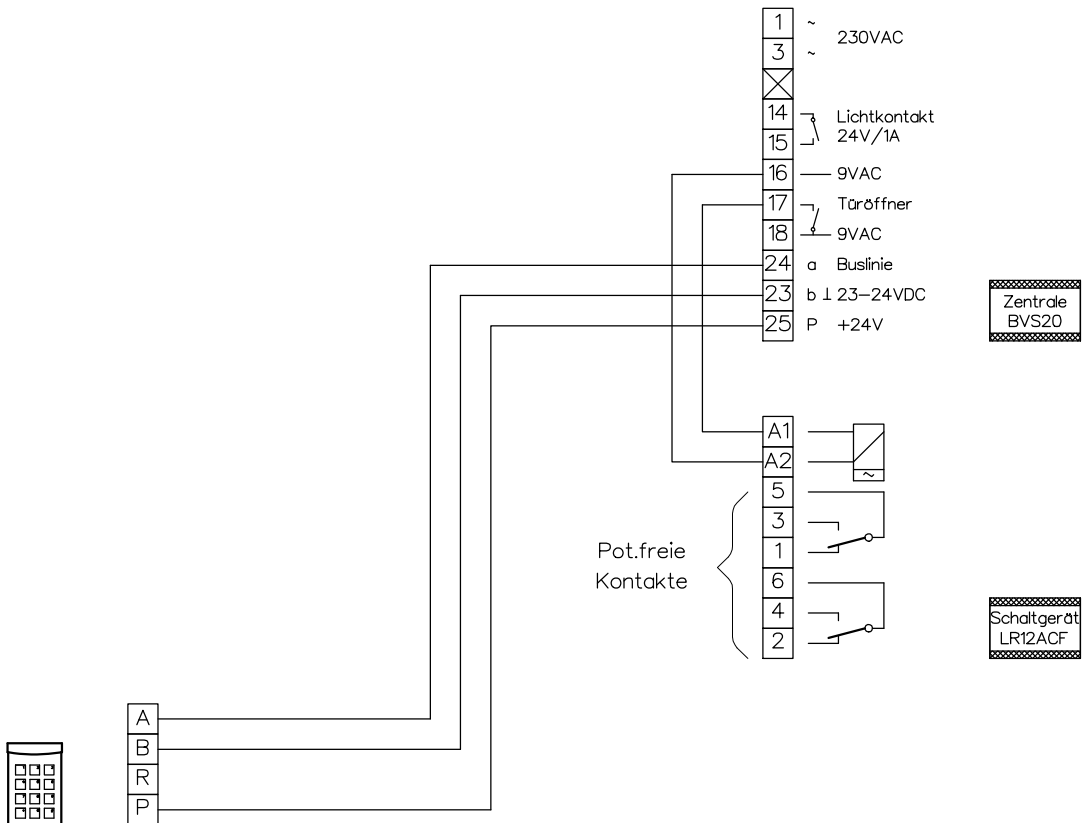 1 ~
230VAC
3 ~
14
Lichtkontakt
24V/1A
15
16 9VAC
17 Türöffner
18 9VAC
24 a Buslinie
23 b ⊥ 23–24VDC
25 P +24V
Zentrale
BVS20
A1
A2
~
5
3
1
6
4
2
Pot.freie
Kontakte
Schaltgerät
LR12ACF
A
B
R
P